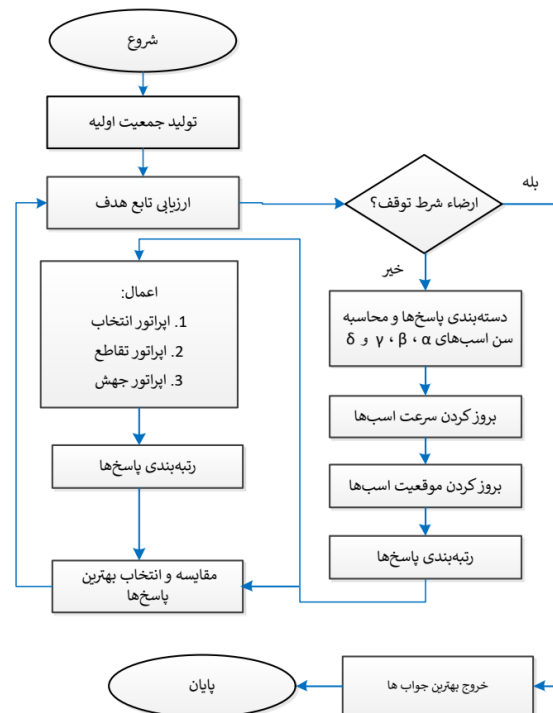 شروع
تولید جمعیت اولیه
ارزیابی تابع هدف
ارضاء شرط توقف؟
بله
خیر
دسته‌بندی پاسخ‌ها و محاسبه
سن اسب‌های α ، β ، γ و δ
بروز کردن سرعت اسب‌ها
بروز کردن موقعیت اسب‌ها
رتبه‌بندی پاسخ‌ها
اعمال:
1. اپراتور انتخاب
2. اپراتور تقاطع
3. اپراتور جهش
رتبه‌بندی پاسخ‌ها
مقایسه و انتخاب بهترین
پاسخ‌ها
خروج بهترین جواب ها
پایان